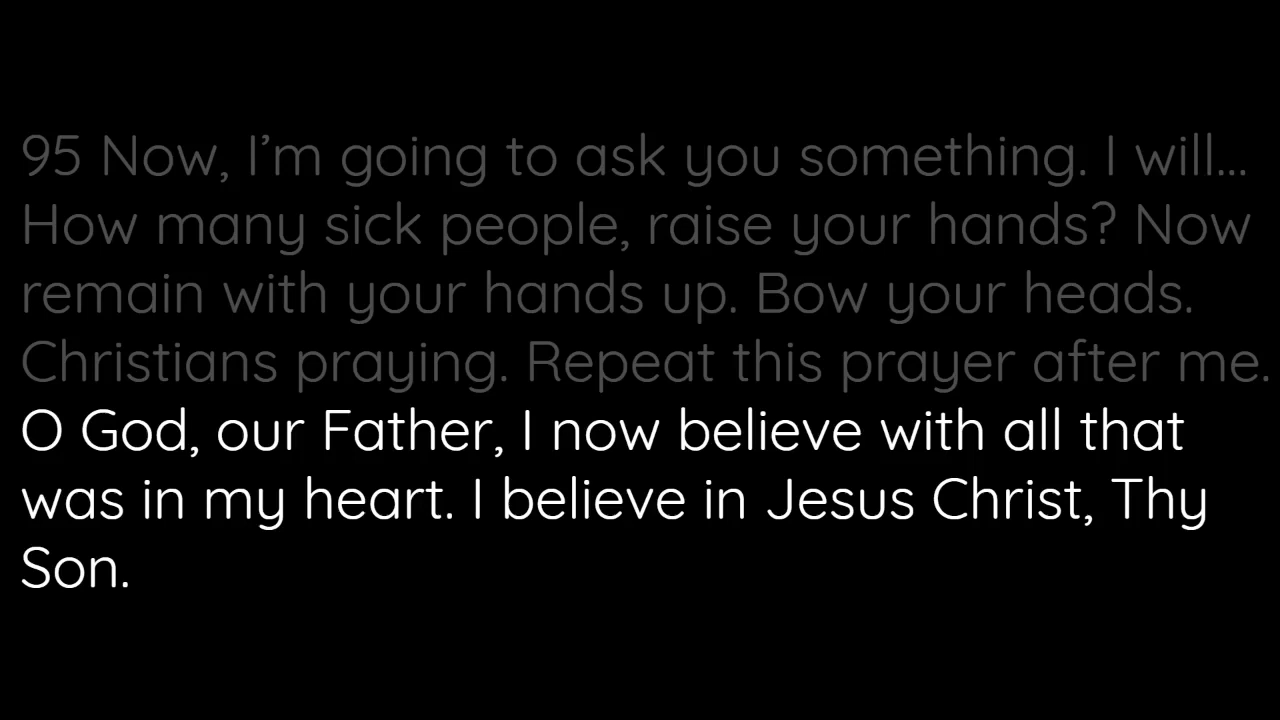 95 Now, I’m going to ask you something. I will...
How many sick people, raise your hands? Now
remain with your hands up. Bow your heads.
Christians praying. Repeat this prayer after me.
O God, our Father, I now believe with all that
was in my heart. I believe in Jesus Christ, Thy
Son.